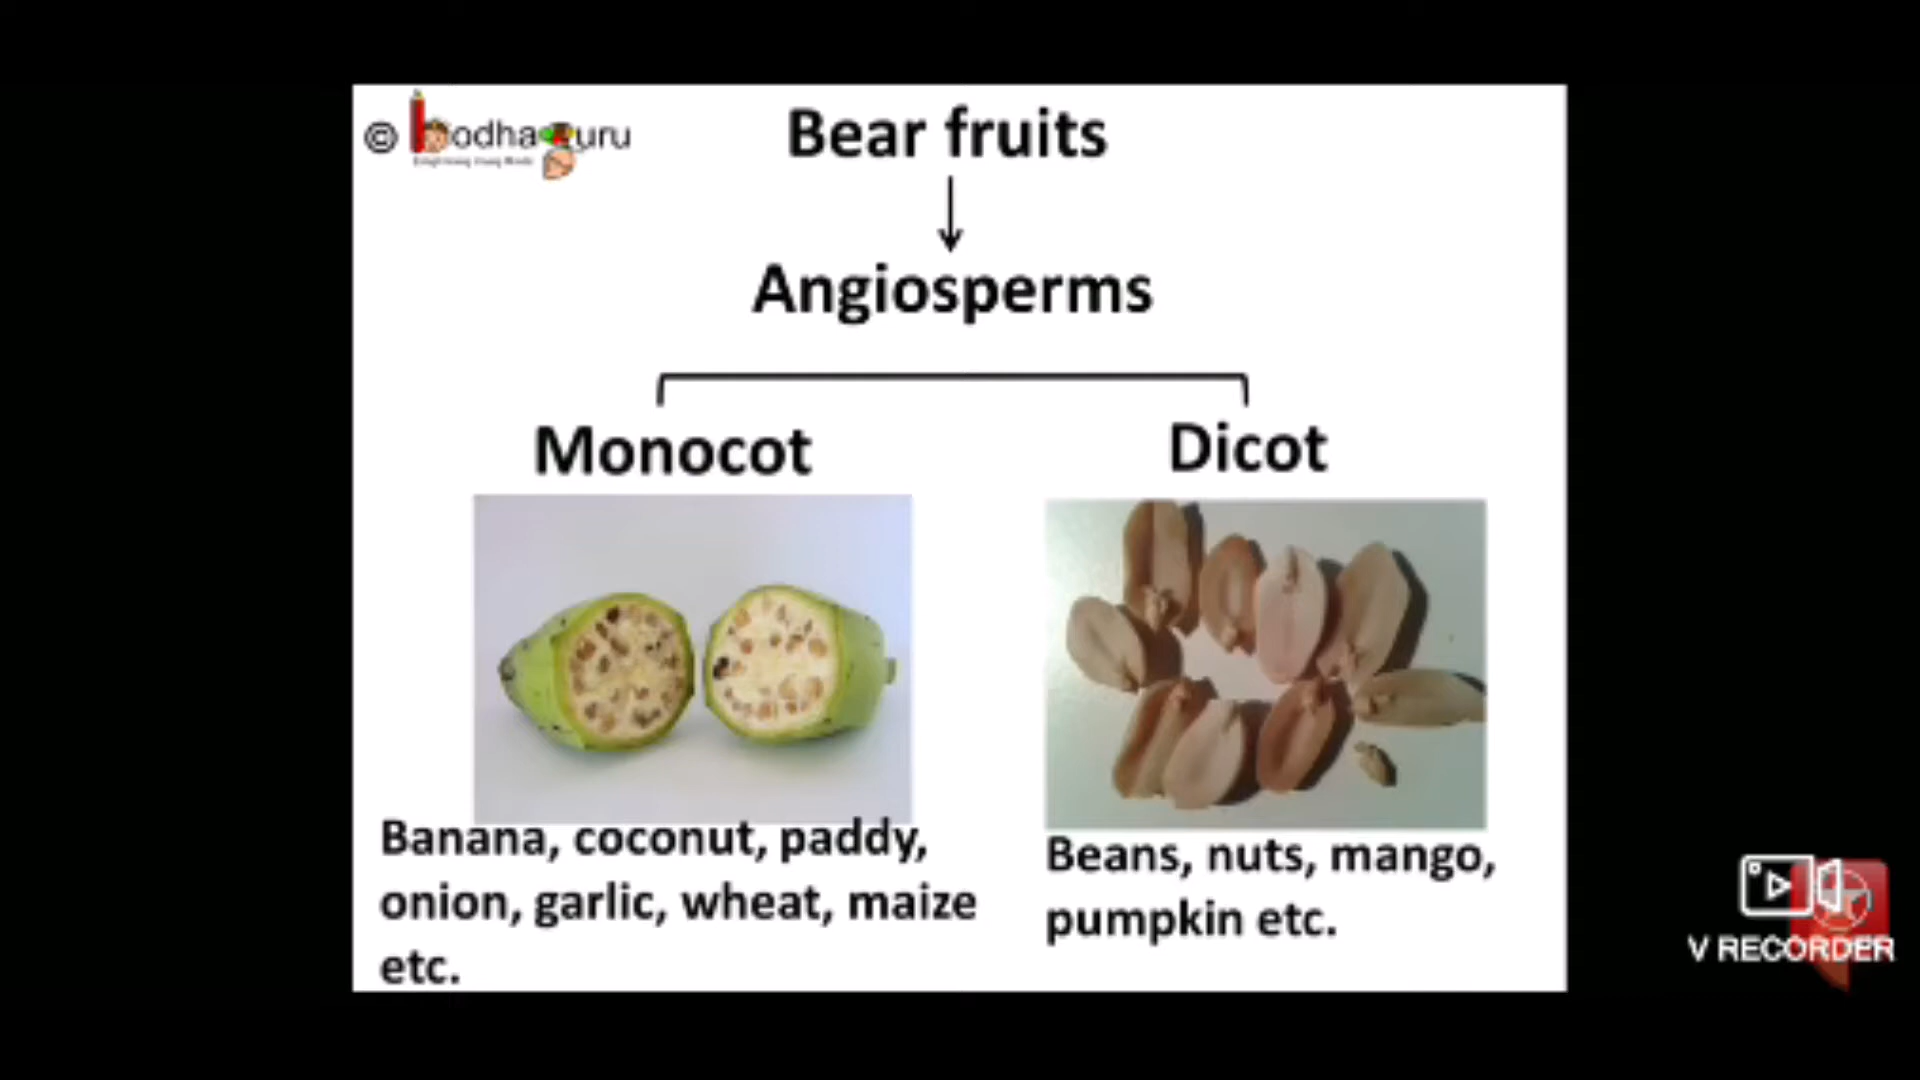 © bodhaguru
Bear fruits
Angiosperms
Monocot
Dicot
Banana, coconut, paddy,
onion, garlic, wheat, maize
etc.
Beans, nuts, mango,
pumpkin etc.
V RECORDER